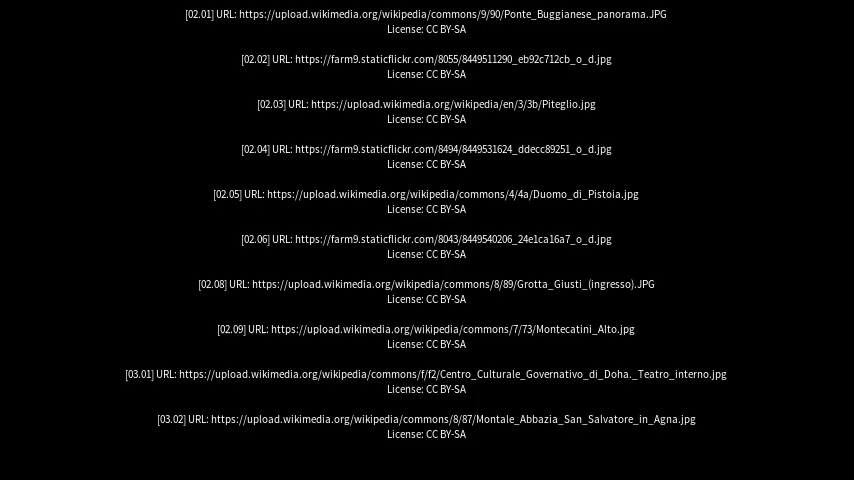 [02.01] URL: https://upload.wikimedia.org/wikipedia/commons/9/90/Ponte_Buggianese_panorama.JPG
License: CC BY-SA
[02.02] URL: https://farm9.staticflickr.com/8055/8449511290_eb92c712cb_o_d.jpg
License: CC BY-SA
[02.03] URL: https://upload.wikimedia.org/wikipedia/en/3/3b/Piteglio.jpg
License: CC BY-SA
[02.04] URL: https://farm9.staticflickr.com/8494/8449531624_ddecc89251_o_d.jpg
License: CC BY-SA
[02.05] URL: https://upload.wikimedia.org/wikipedia/commons/4/4a/Duomo_di_Pistoia.jpg
License: CC BY-SA
[02.06] URL: https://farm9.staticflickr.com/8043/8449540206_24e1ca16a7_o_d.jpg
License: CC BY-SA
[02.08] URL: https://upload.wikimedia.org/wikipedia/commons/8/89/Grotta_Giusti_(ingresso).JPG
License: CC BY-SA
[02.09] URL: https://upload.wikimedia.org/wikipedia/commons/7/73/Montecatini_Alto.jpg
License: CC BY-SA
[03.01] URL: https://upload.wikimedia.org/wikipedia/commons/f/f2/Centro_Culturale_Governativo_di_Doha._Teatro_interno.jpg
License: CC BY-SA
[03.02] URL: https://upload.wikimedia.org/wikipedia/commons/8/87/Montale_Abbazia_San_Salvatore_in_Agna.jpg
License: CC BY-SA